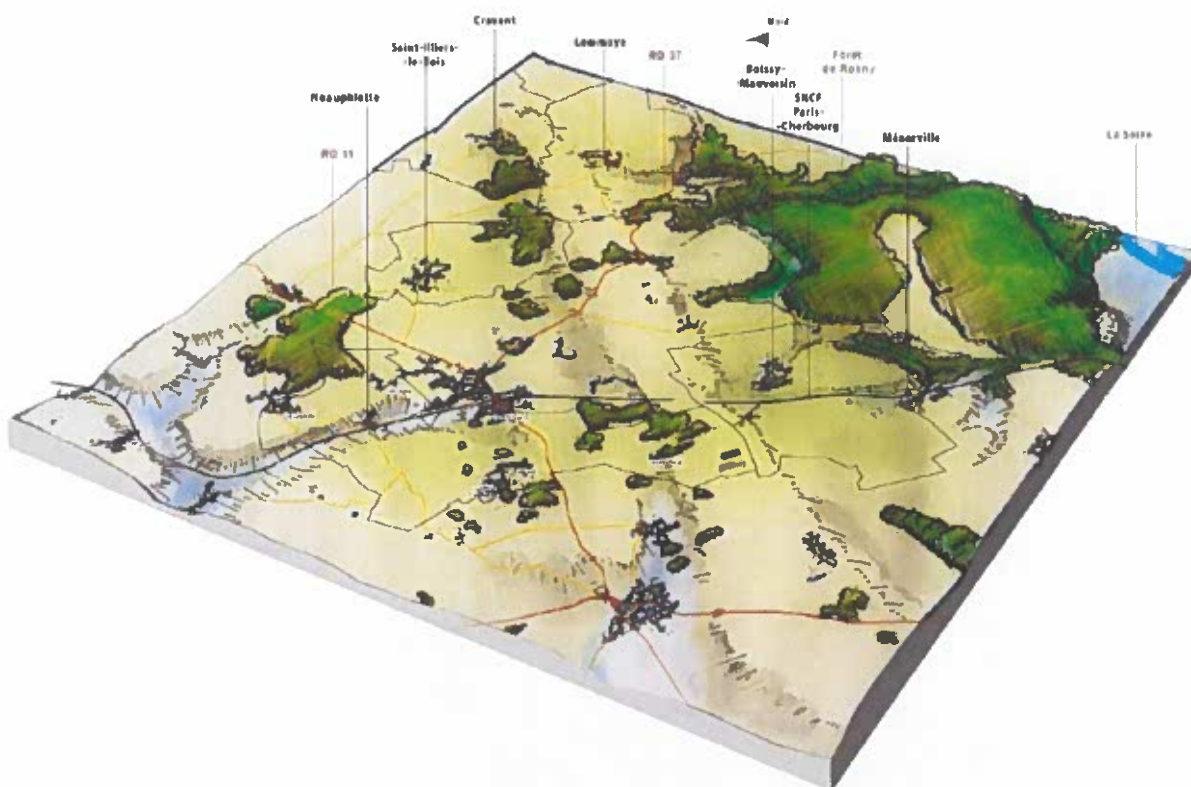 Cravent
Saint-Illiers-
-le-Bois
Lommoye
RD 37
Nord
Forêt
de Rosny
Boissy-
-Mauvoisin
Neauphlette
SNCF
Paris-
-Cherbourg
Ménerville
La Seine
RD 11